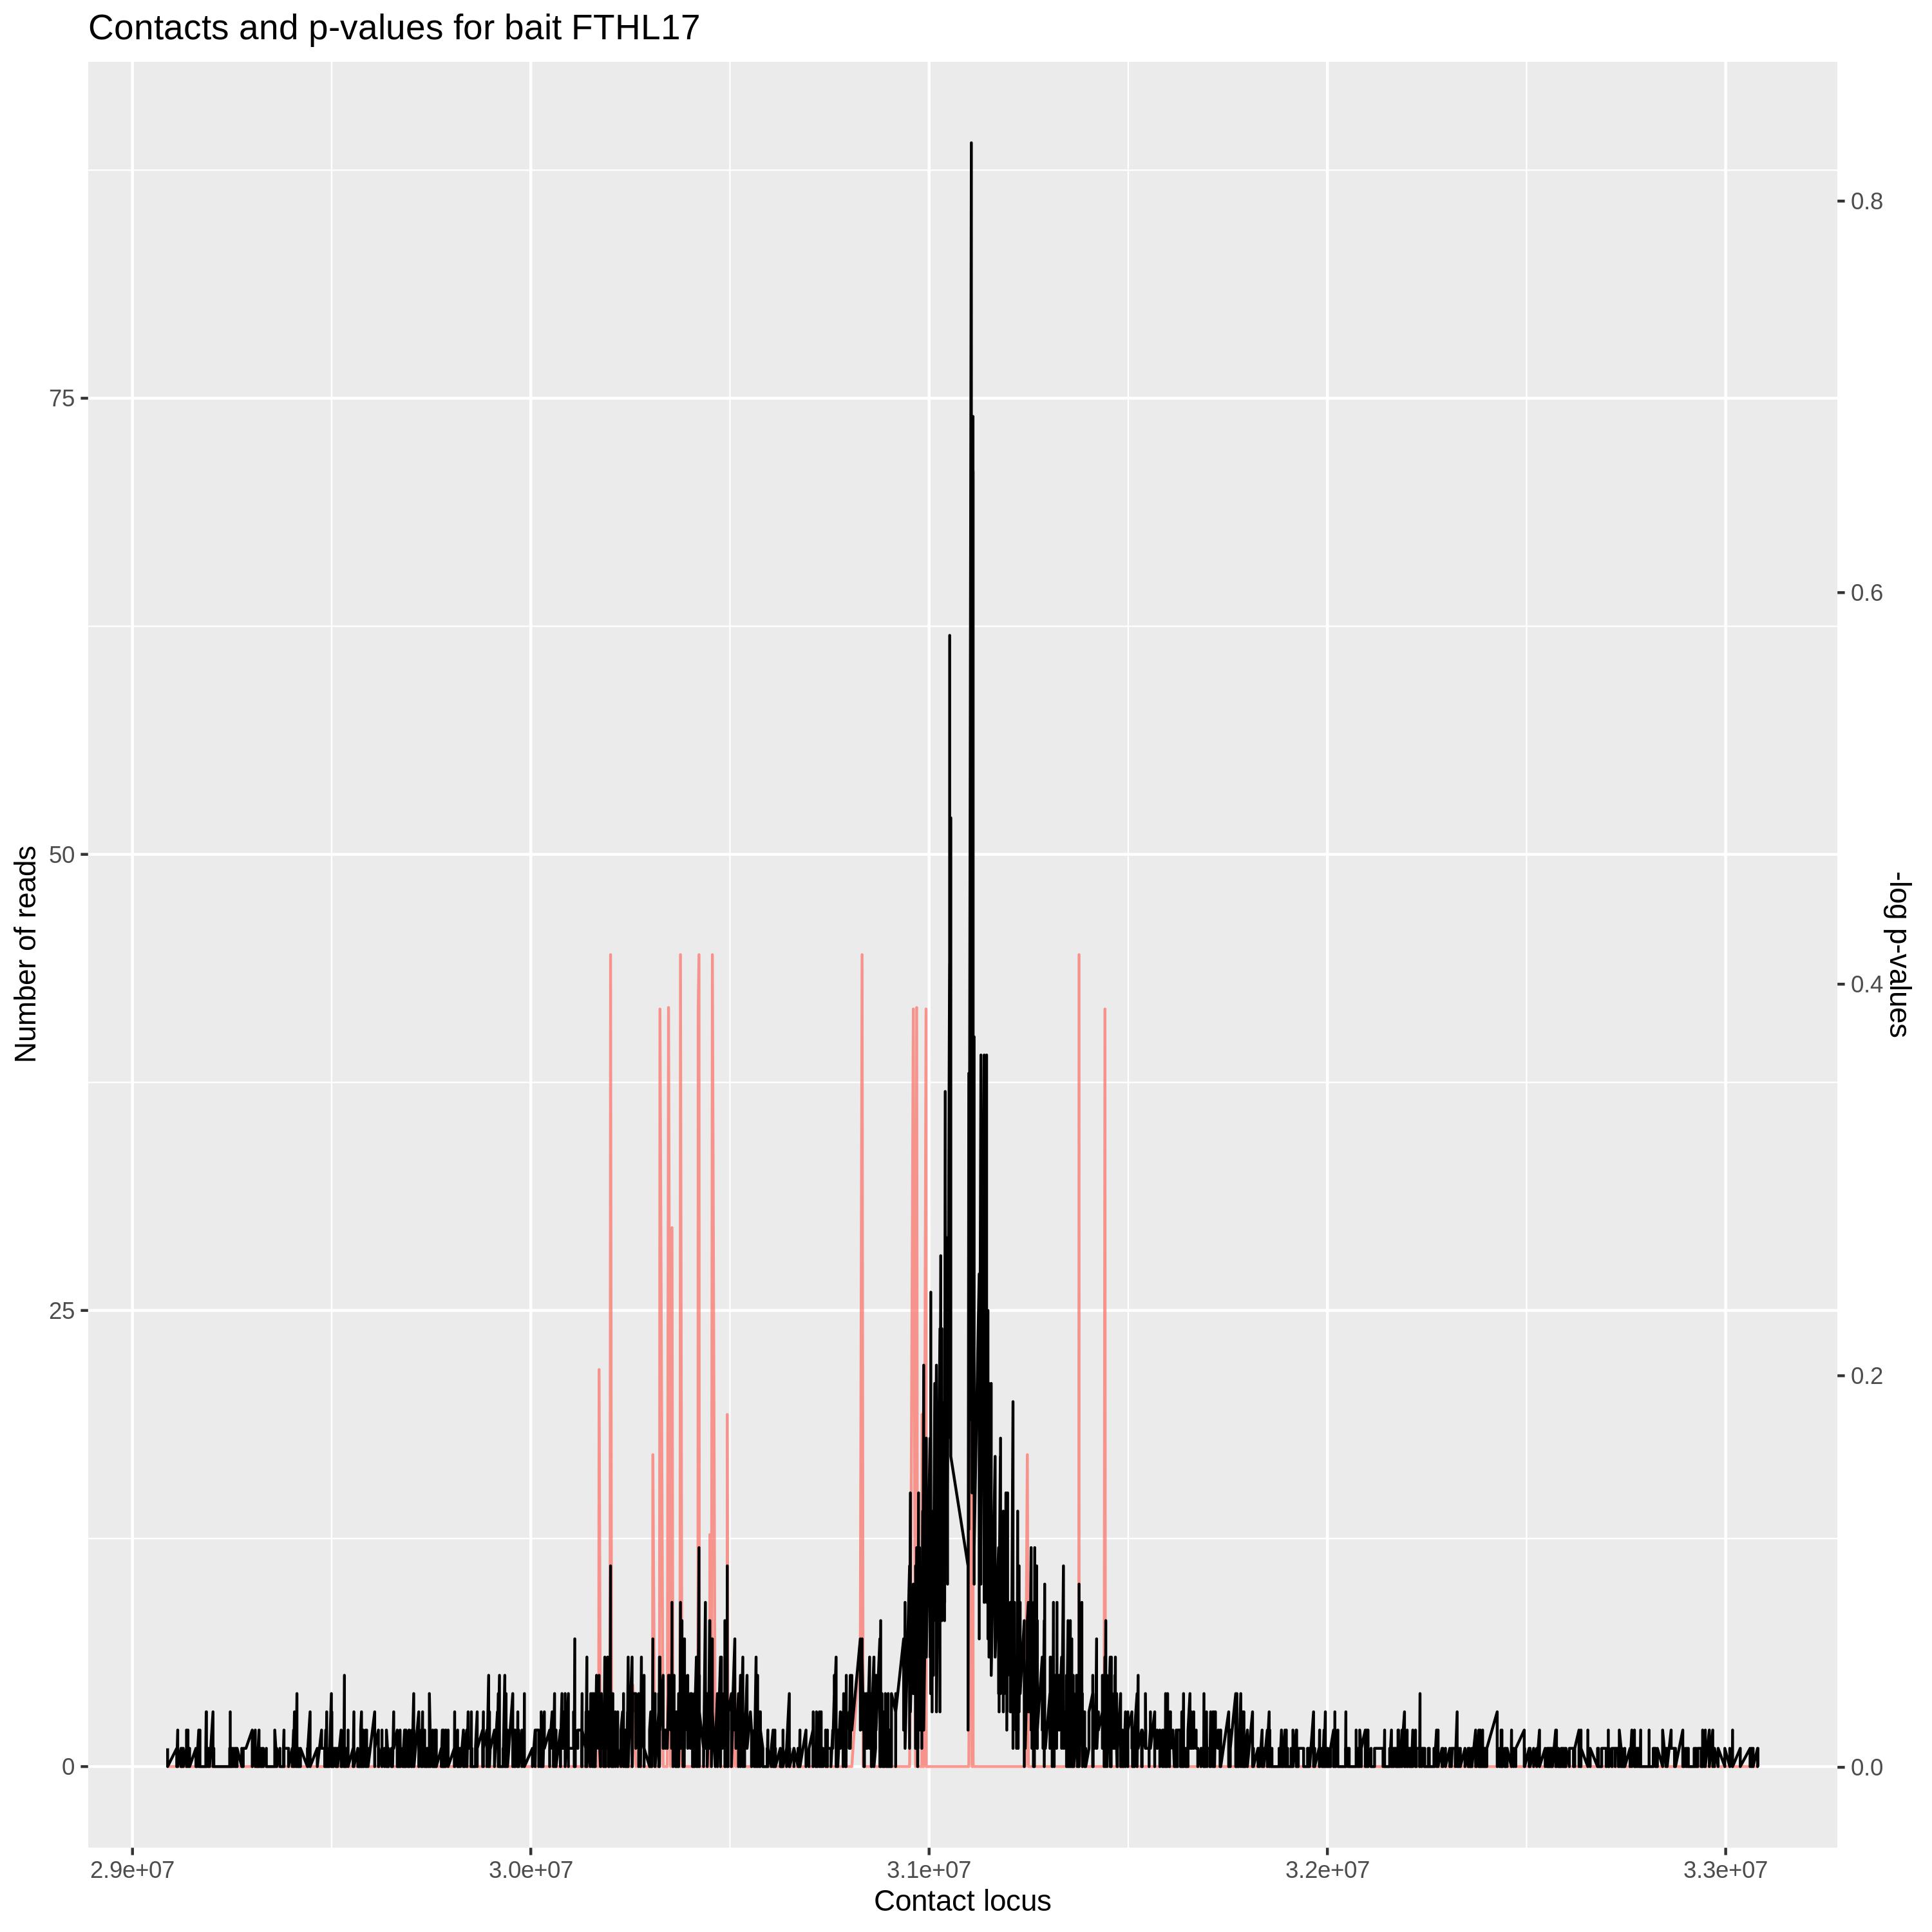 Contacts and p-values for bait FTHL17
Number of reads
75
50
25
0
0.8
0.6
0.4
0.2
0.0
-log p-values
2.9e+07 3.0e+07 3.1e+07 3.2e+07 3.3e+07
Contact locus